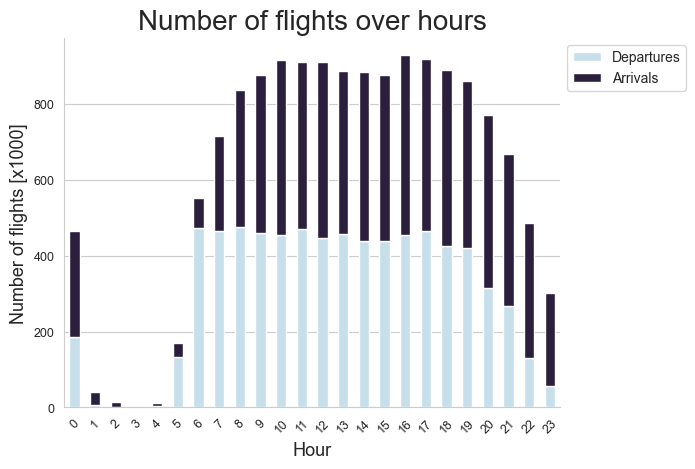 Number of flights over hours
Departures
Arrivals
Number of flights [x1000]
800
600
400
200
0
0 1 2 3 4 5 6 7 8 9 10 11 12 13 14 15 16 17 18 19 20 21 22 23
Hour